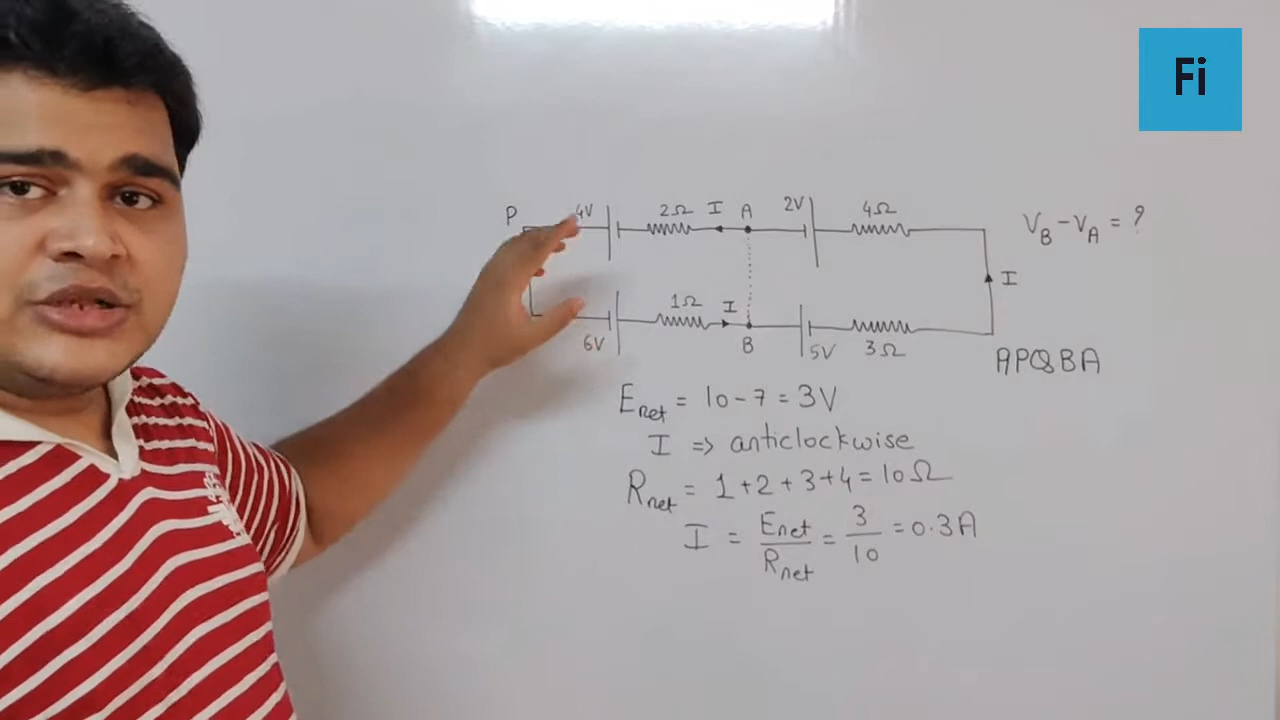 Fi
P 4V 2Ω I A 2V 4Ω V_B - V_A = ?
I
6V 1Ω I B 5V 3Ω APQBA
E_net = 10 - 7 = 3V
I => anticlockwise
R_net = 1+2+3+4 = 10Ω
I = E_net / R_net = 3 / 10 = 0.3A